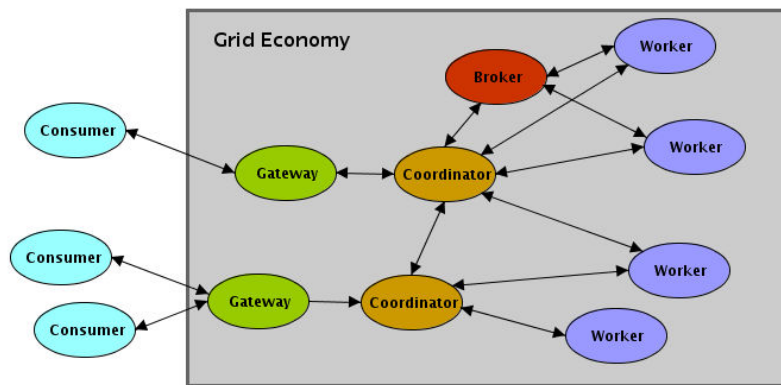 Grid Economy
Worker
Broker
Consumer
Worker
Gateway
Coordinator
Consumer
Worker
Gateway
Coordinator
Consumer
Worker